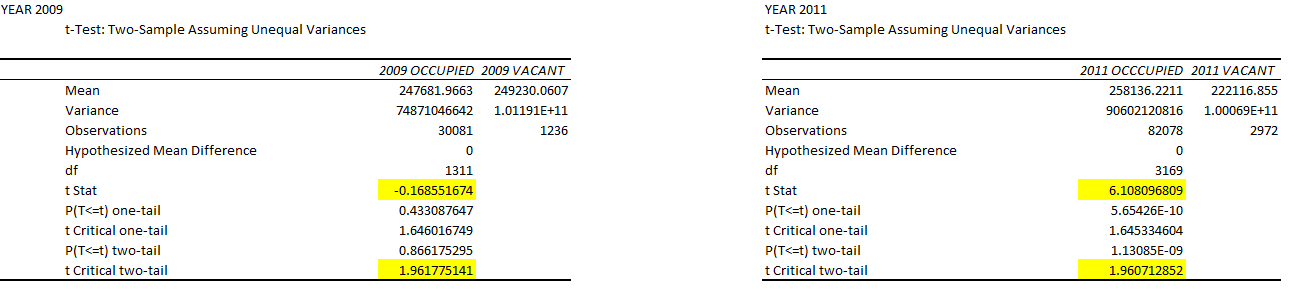 YEAR 2009
t-Test: Two-Sample Assuming Unequal Variances
2009 OCCUPIED 2009 VACANT
Mean 247681.9663 249230.0607
Variance 74871046642 1.01191E+11
Observations 30081 1236
Hypothesized Mean Difference 0
df 1311
t Stat -0.168551674
P(T<=t) one-tail 0.433087647
t Critical one-tail 1.646016749
P(T<=t) two-tail 0.866175295
t Critical two-tail 1.961775141
YEAR 2011
t-Test: Two-Sample Assuming Unequal Variances
2011 OCCCUPIED 2011 VACANT
Mean 258136.2211 222116.855
Variance 90602120816 1.00069E+11
Observations 82078 2972
Hypothesized Mean Difference 0
df 3169
t Stat 6.108096809
P(T<=t) one-tail 5.65426E-10
t Critical one-tail 1.645334604
P(T<=t) two-tail 1.13085E-09
t Critical two-tail 1.960712852